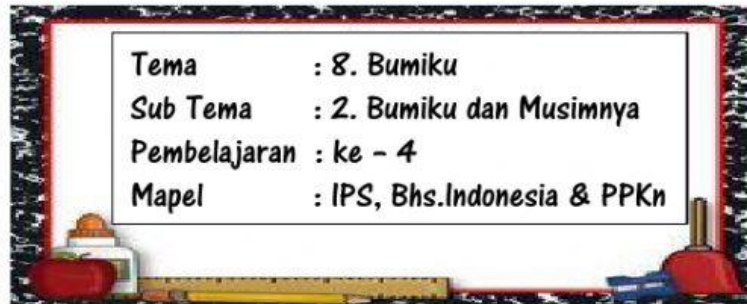 Tema : 8. Bumiku
Sub Tema : 2. Bumiku dan Musimnya
Pembelajaran : ke - 4
Mapel : IPS, Bhs.Indonesia & PPKn